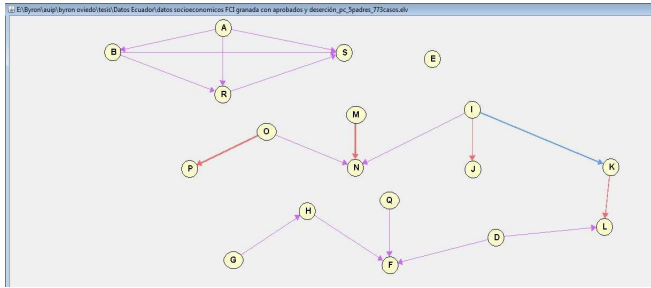 E:\Byron\auip\byron oviedo\tesis\Datos Ecuador\datos socioeconomicos FCI granada con aprobados y deserción_pc_5padres_773casos.elv
A
B
S
E
R
M
I
O
P
N
J
K
Q
H
L
D
G
F